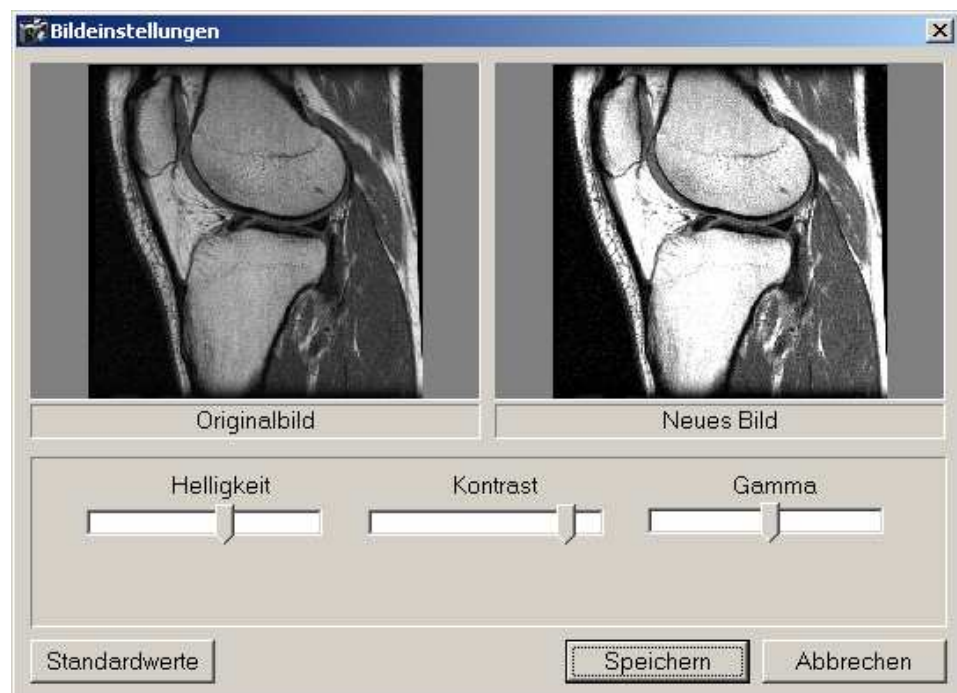 Bildeinstellungen
Originalbild
Neues Bild
Helligkeit
Kontrast
Gamma
Standardwerte
Speichern
Abbrechen